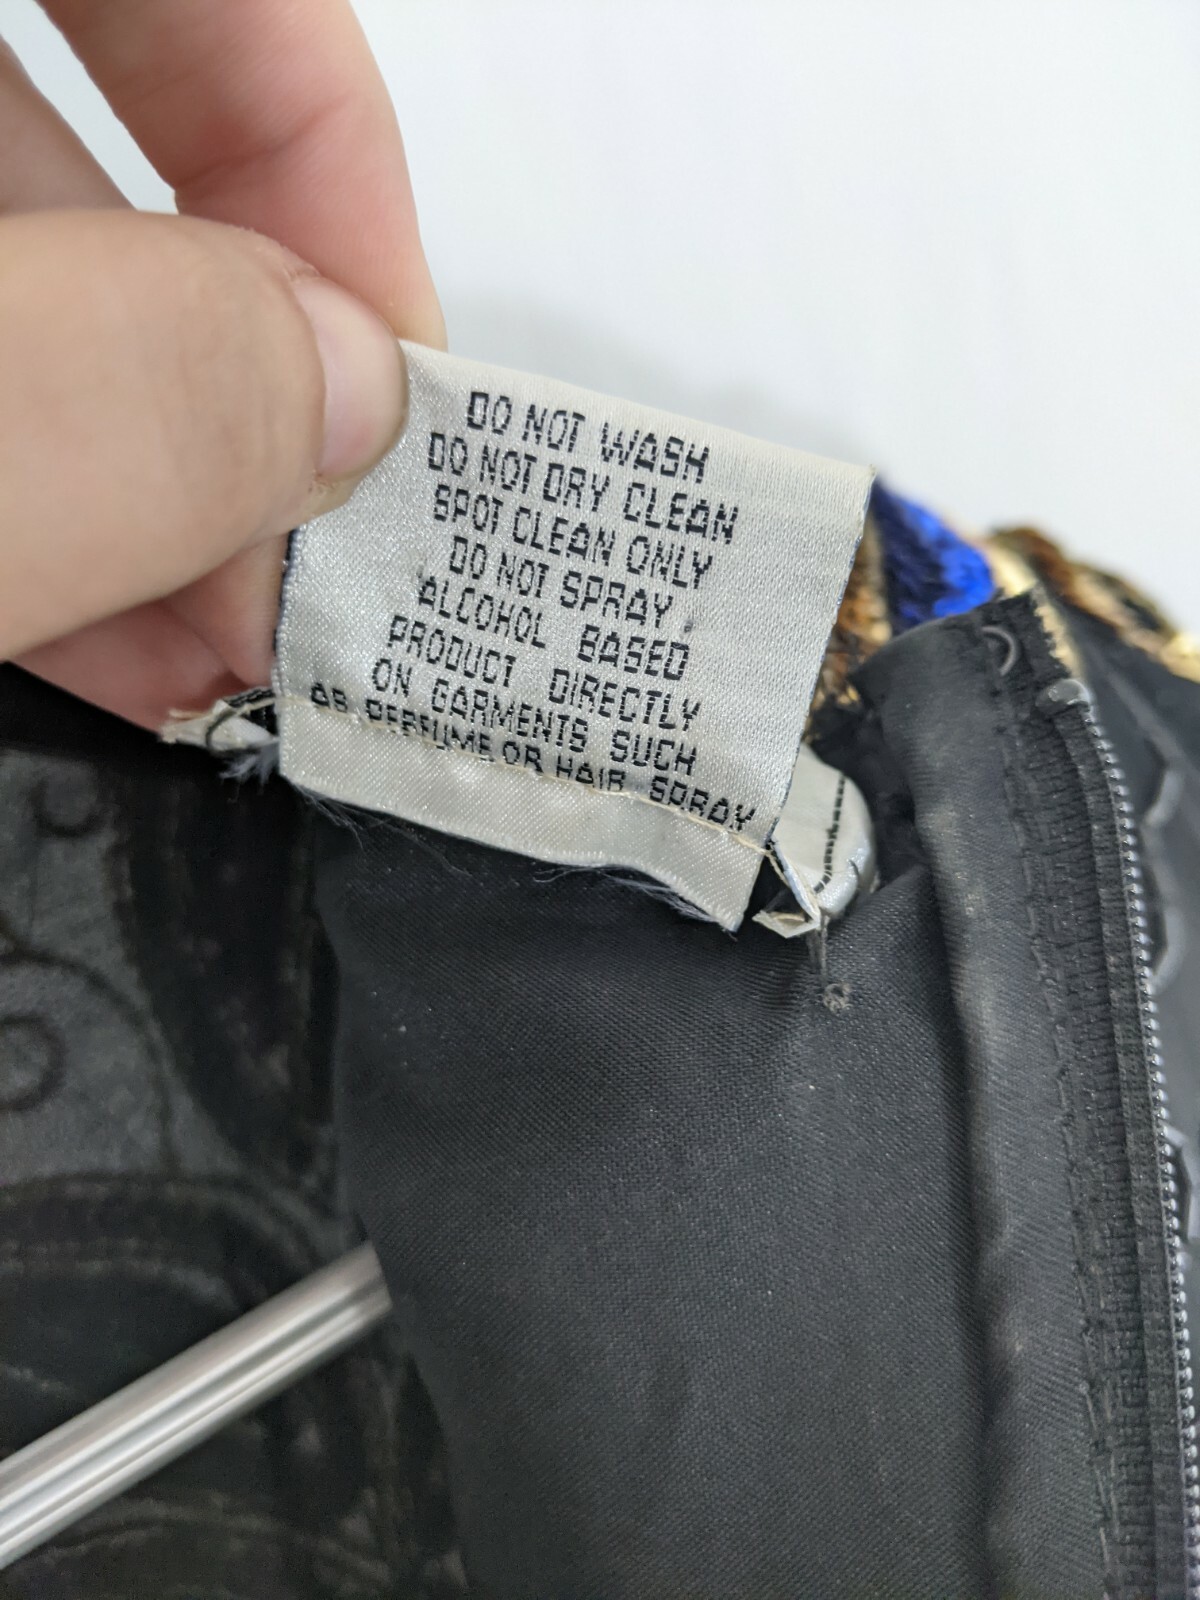 DO NOT WASH
DO NOT DRY CLEAN
SPOT CLEAN ONLY
DO NOT SPRAY,
ALCOHOL BASED
PRODUCT DIRECTLY
ON GARMENTS SUCH
AS PERFUME OR HAIR SPRAY